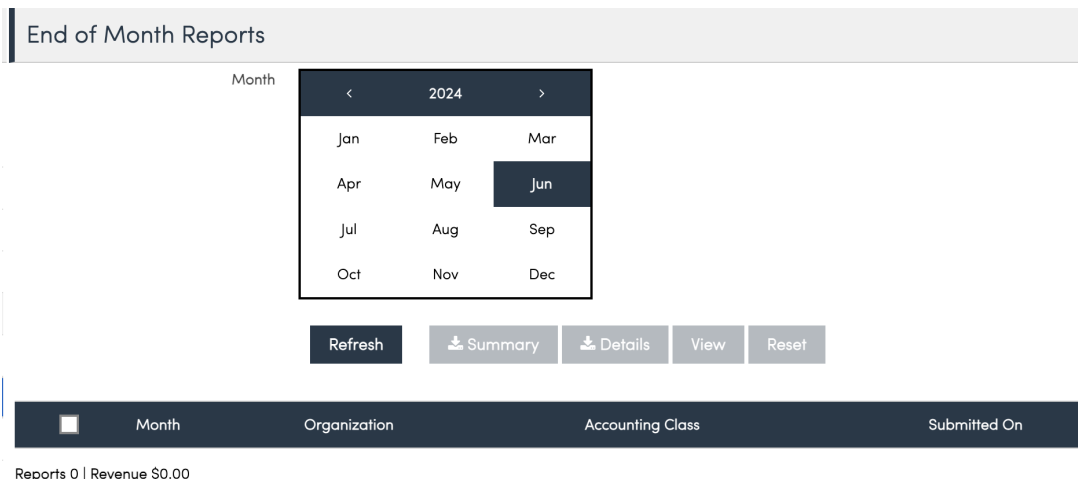 End of Month Reports
Month
< 2024 >
Jan Feb Mar
Apr May Jun
Jul Aug Sep
Oct Nov Dec
Refresh Summary Details View Reset
Month Organization Accounting Class Submitted On
Reports 0 | Revenue $0.00